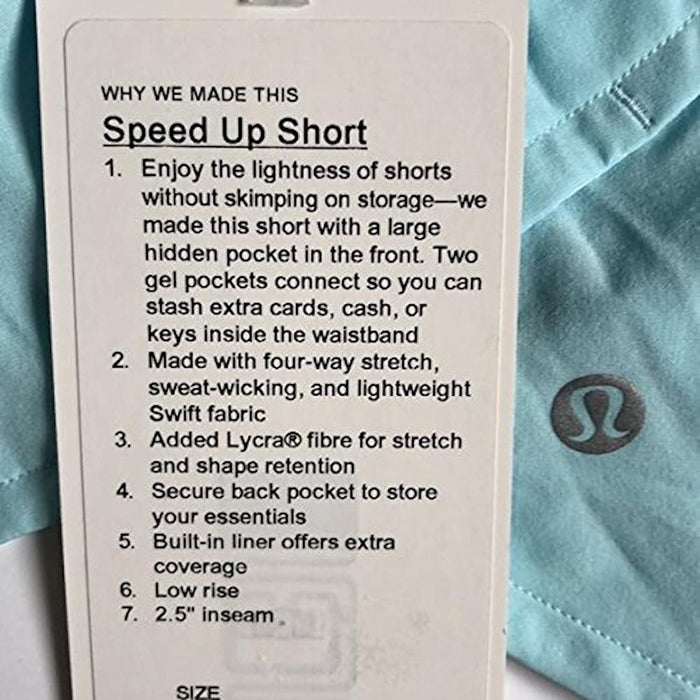 WHY WE MADE THIS
Speed Up Short
1. Enjoy the lightness of shorts
without skimping on storage—we
made this short with a large
hidden pocket in the front. Two
gel pockets connect so you can
stash extra cards, cash, or
keys inside the waistband
2. Made with four-way stretch,
sweat-wicking, and lightweight
Swift fabric
3. Added Lycra® fibre for stretch
and shape retention
4. Secure back pocket to store
your essentials
5. Built-in liner offers extra
coverage
6. Low rise
7. 2.5" inseam
SIZE